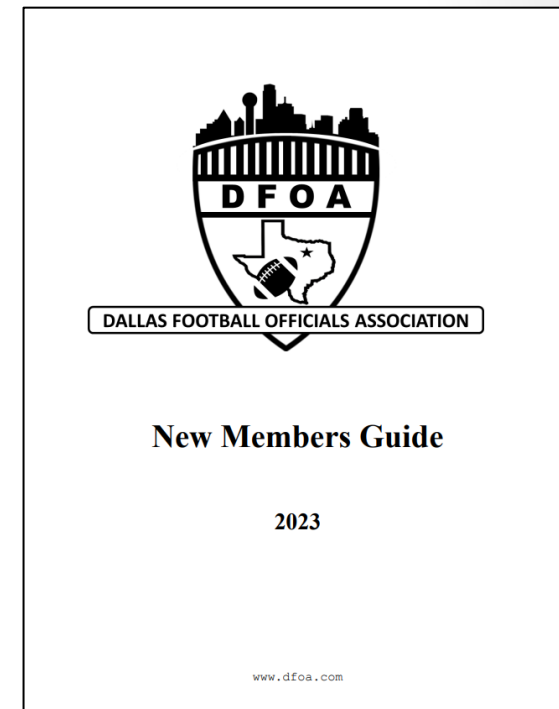 DFOA
DALLAS FOOTBALL OFFICIALS ASSOCIATION
New Members Guide
2023
www.dfoa.com